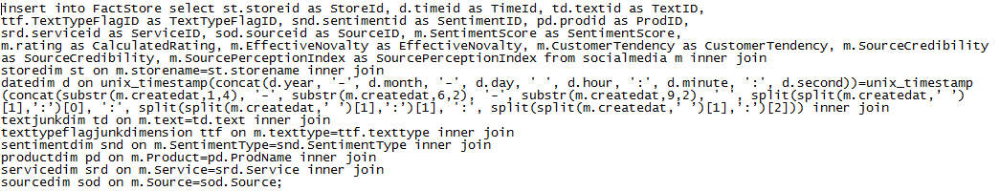 insert into FactStore select st.storeid as StoreId, d.timeid as TimeId, td.textid as TextID,
ttf.TextTypeFlagID as TextTypeFlagID, snd.sentimentid as SentimentID, pd.prodid as ProdID,
srd.serviceid as ServiceID, sod.sourceid as SourceID, m.SentimentScore as SentimentScore,
m.rating as CalculatedRating, m.EffectiveNovalty as EffectiveNovalty, m.CustomerTendency as CustomerTendency, m.SourceCredibility
as SourceCredibility, m.SourcePerceptionIndex as SourcePerceptionIndex from socialmedia m inner join
storedim st on m.storename=st.storename inner join
datedim d on unix_timestamp(concat(d.year, '-', d.month, '-', d.day, ' ', d.hour, ':', d.minute, ':', d.second))=unix_timestamp
(concat(substr(m.createdat,1,4), '-', substr(m.createdat,6,2), '-', substr(m.createdat,9,2), ' ', split(split(m.createdat,' ')
[1],':')[0], ':', split(split(m.createdat,' ')[1],':')[1], ':', split(split(m.createdat,' ')[1],':')[2])) inner join
textjunkdim td on m.text=td.text inner join
texttypeflagjunkdimension ttf on m.texttype=ttf.texttype inner join
sentimentdim snd on m.SentimentType=snd.SentimentType inner join
productdim pd on m.Product=pd.ProdName inner join
servicedim srd on m.Service=srd.Service inner join
sourcedim sod on m.Source=sod.Source;